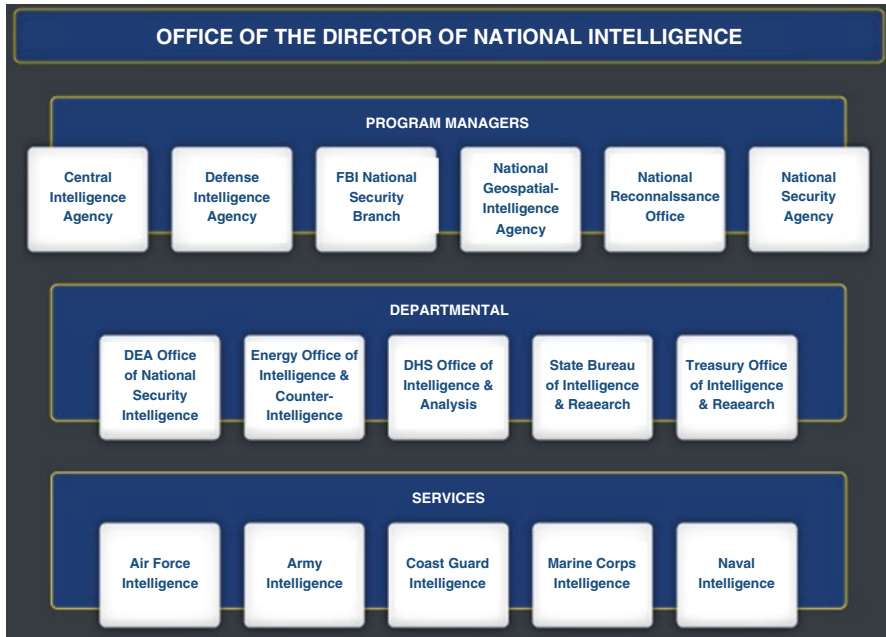 OFFICE OF THE DIRECTOR OF NATIONAL INTELLIGENCE
PROGRAM MANAGERS
Central
Intelligence
Agency
Defense
Intelligence
Agency
FBI National
Security
Branch
National
Geospatial-
Intelligence
Agency
National
Reconnalssance
Office
National
Security
Agency
DEPARTMENTAL
DEA Office
of National
Security
Intelligence
Energy Office of
Intelligence &
Counter-
Intelligence
DHS Office of
Intelligence &
Analysis
State Bureau
of Intelligence
& Reaearch
Treasury Office
of Intelligence
& Reaearch
SERVICES
Air Force
Intelligence
Army
Intelligence
Coast Guard
Intelligence
Marine Corps
Intelligence
Naval
Intelligence